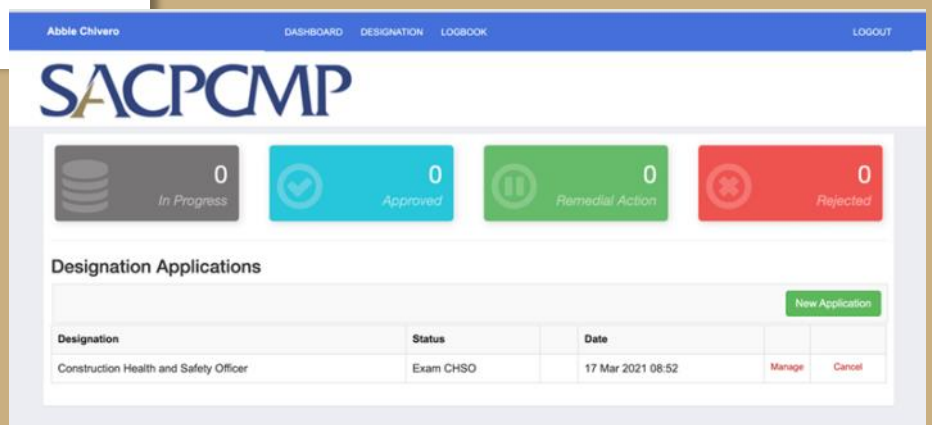 Abbie Chivero DASHBOARD DESIGNATION LOGBOOK LOGOUT
SACPCMP
0 0 0 0
In Progress Approved Remedial Action Rejected
Designation Applications
New Application
Designation Status Date
Construction Health and Safety Officer Exam CHSO 17 Mar 2021 08:52 Manage Cancel